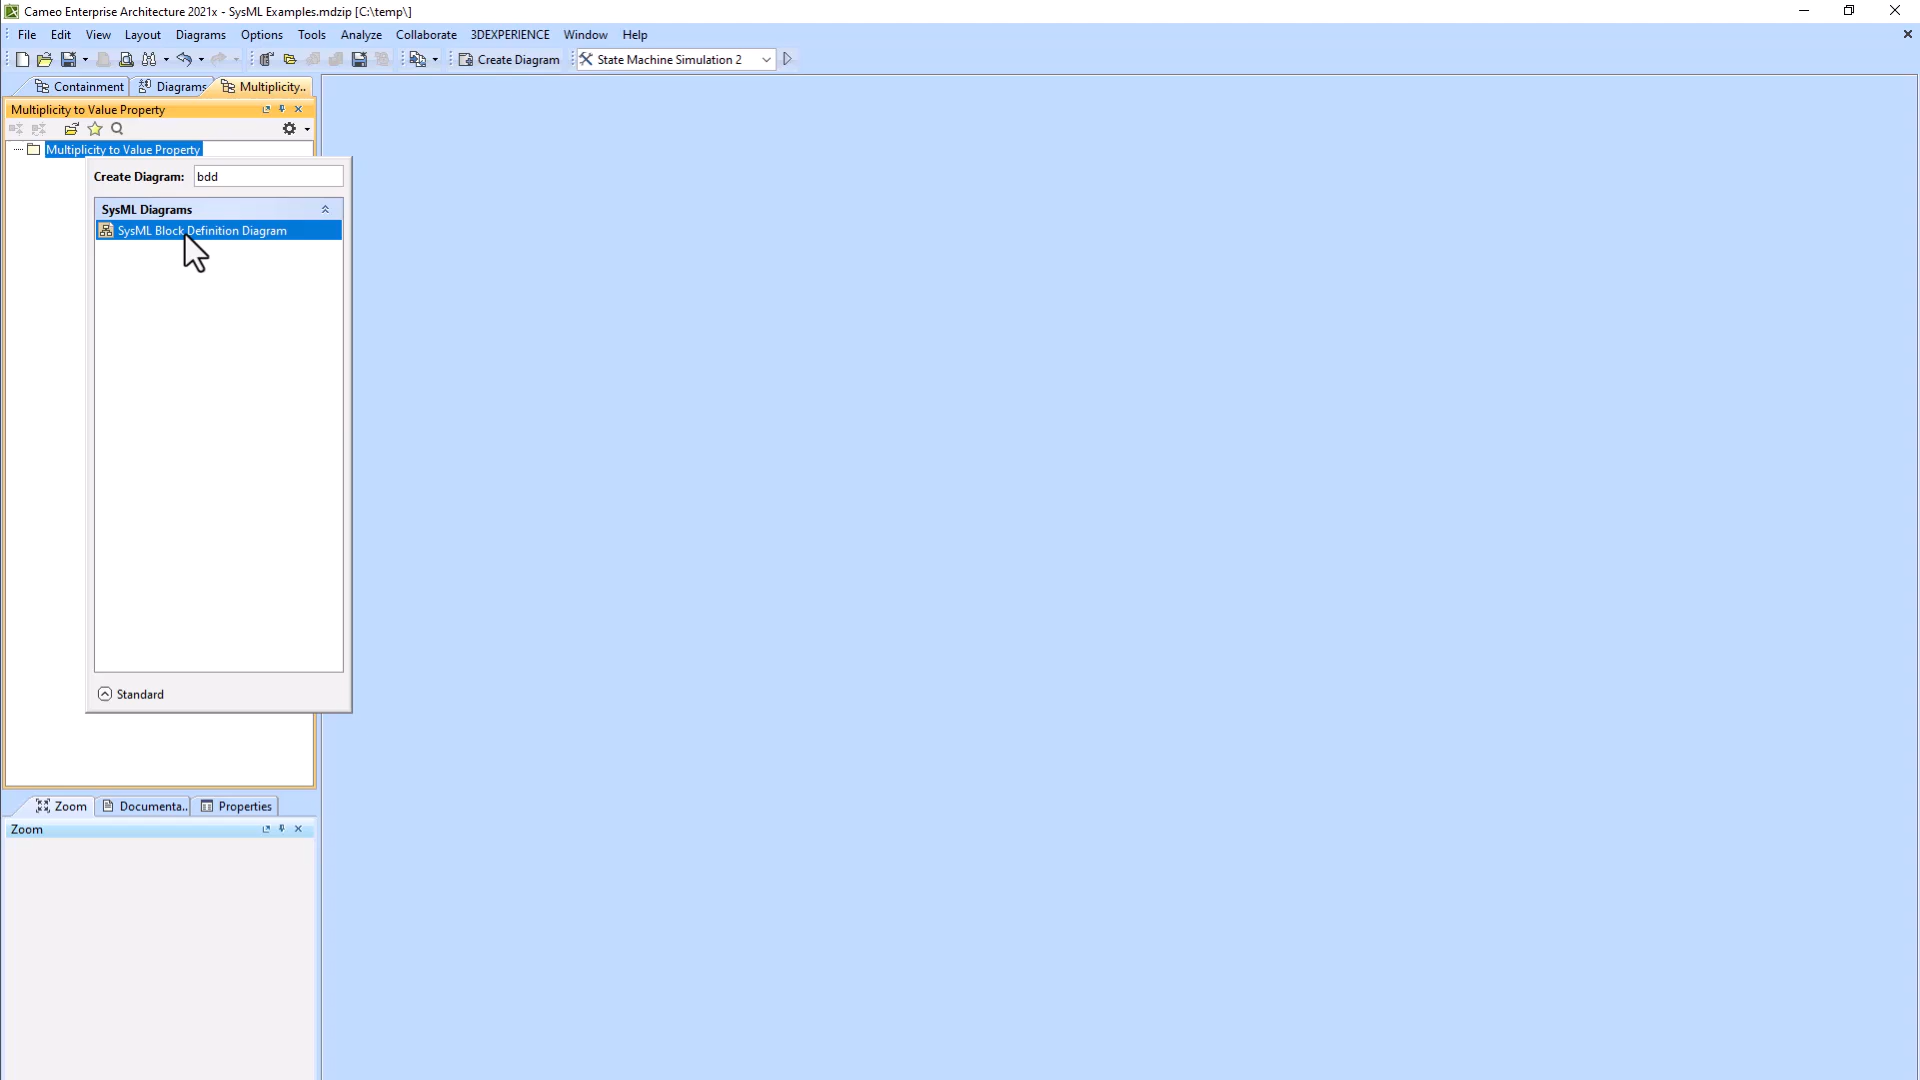 Cameo Enterprise Architecture 2021x - SysML Examples.mdzip [C:\temp\]
File Edit View Layout Diagrams Options Tools Analyze Collaborate 3DEXPERIENCE Window Help
Create Diagram State Machine Simulation 2
Containment Diagrams Multiplicity..
Multiplicity to Value Property
Multiplicity to Value Property
Create Diagram: bdd
SysML Diagrams
SysML Block Definition Diagram
Standard
Zoom Documenta.. Properties
Zoom